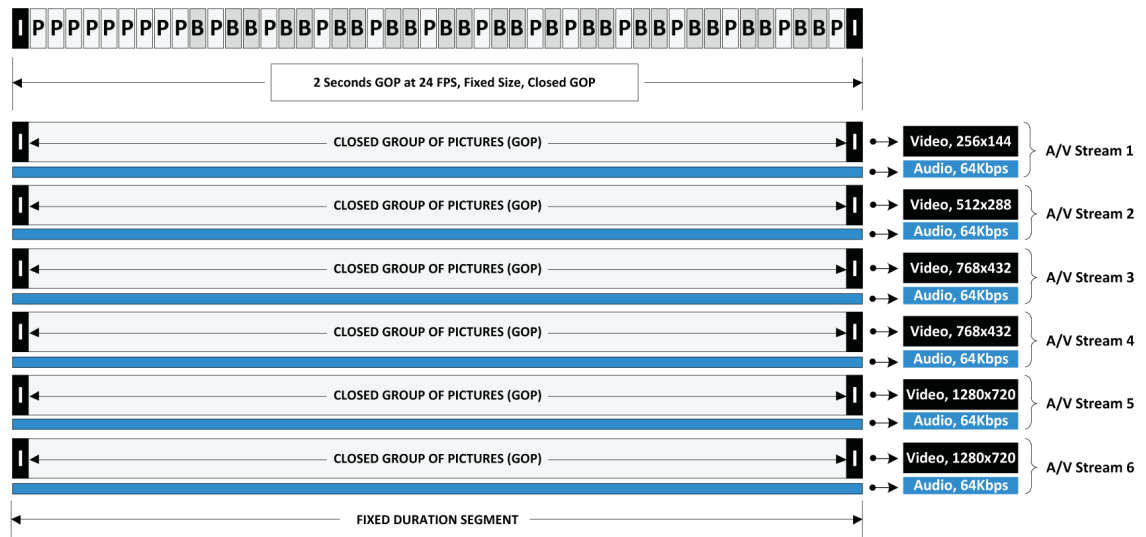 I P P P P P P P P P B P B B P B B P B B P B B P B B P B P B B P B B P B B P B B P I
2 Seconds GOP at 24 FPS, Fixed Size, Closed GOP
I CLOSED GROUP OF PICTURES (GOP) I
Video, 256x144
Audio, 64Kbps
A/V Stream 1
I CLOSED GROUP OF PICTURES (GOP) I
Video, 512x288
Audio, 64Kbps
A/V Stream 2
I CLOSED GROUP OF PICTURES (GOP) I
Video, 768x432
Audio, 64Kbps
A/V Stream 3
I CLOSED GROUP OF PICTURES (GOP) I
Video, 768x432
Audio, 64Kbps
A/V Stream 4
I CLOSED GROUP OF PICTURES (GOP) I
Video, 1280x720
Audio, 64Kbps
A/V Stream 5
I CLOSED GROUP OF PICTURES (GOP) I
Video, 1280x720
Audio, 64Kbps
A/V Stream 6
FIXED DURATION SEGMENT